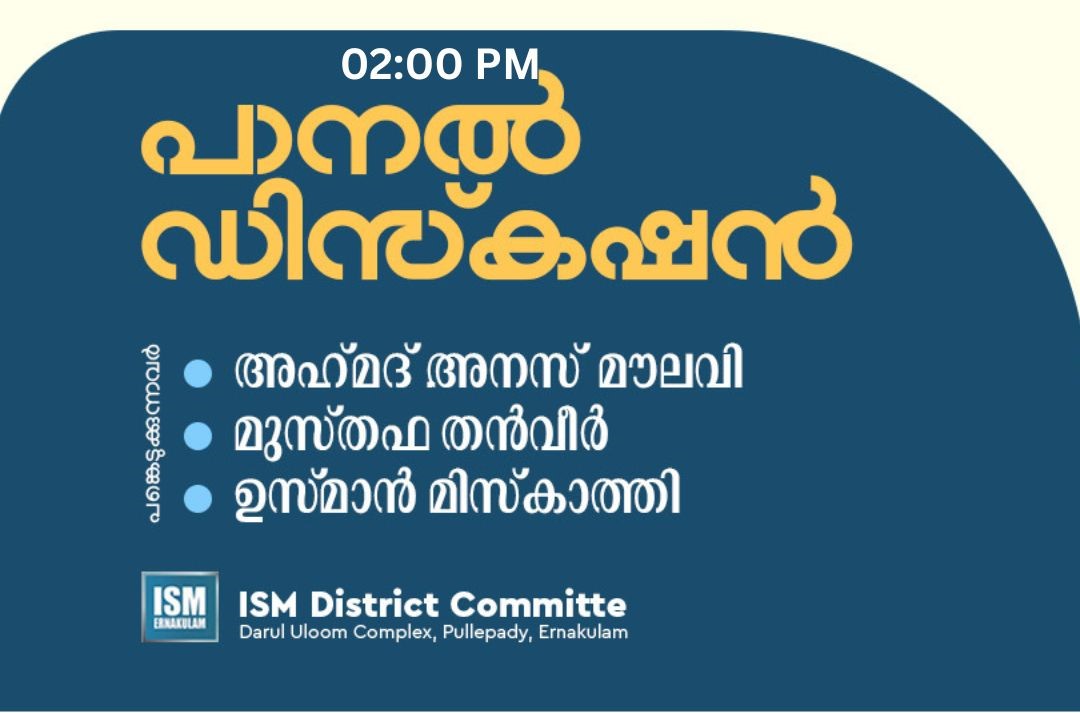 02:00 PM
പാനൽ
ഡിസ്കഷൻ
പങ്കെടുക്കുന്നവർ
അഹ്‌മദ് അനസ് മൗലവി
മുസ്തഫ തൻവീർ
ഉസ്മാൻ മിസ്കാത്തി
ISM
ERNAKULAM
ISM District Committe
Darul Uloom Complex, Pullepady, Ernakulam